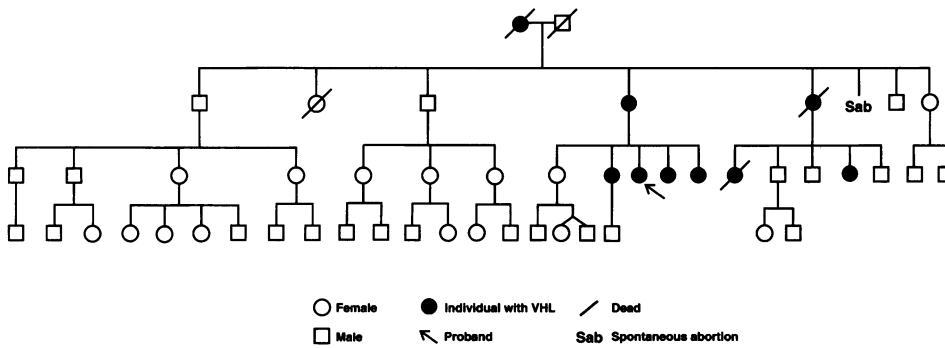 Sab
Female
Individual with VHL
Dead
Male
Proband
Sab Spontaneous abortion